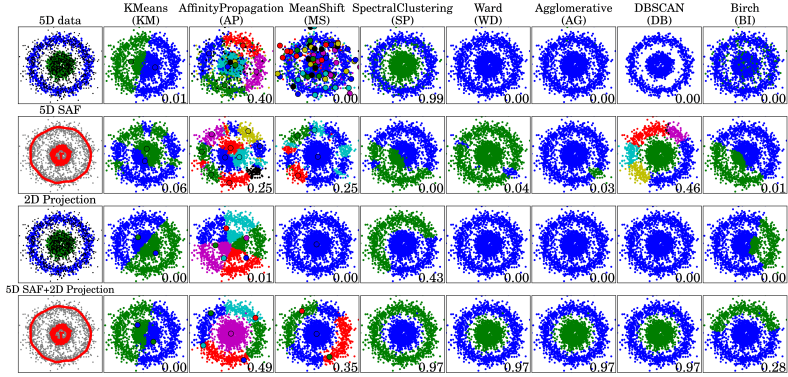 KMeans AffinityPropagation MeanShift SpectralClustering Ward Agglomerative DBSCAN Birch
5D data (KM) (AP) (MS) (SP) (WD) (AG) (DB) (BI)
0.01 0.40 0.00 0.99 0.00 0.00 0.00 0.00
5D SAF
0.06 0.25 0.25 0.00 0.04 0.03 0.46 0.01
2D Projection
0.00 0.01 0.00 0.43 0.00 0.00 0.00 0.00
5D SAF+2D Projection
0.00 0.49 0.35 0.97 0.97 0.97 0.97 0.28